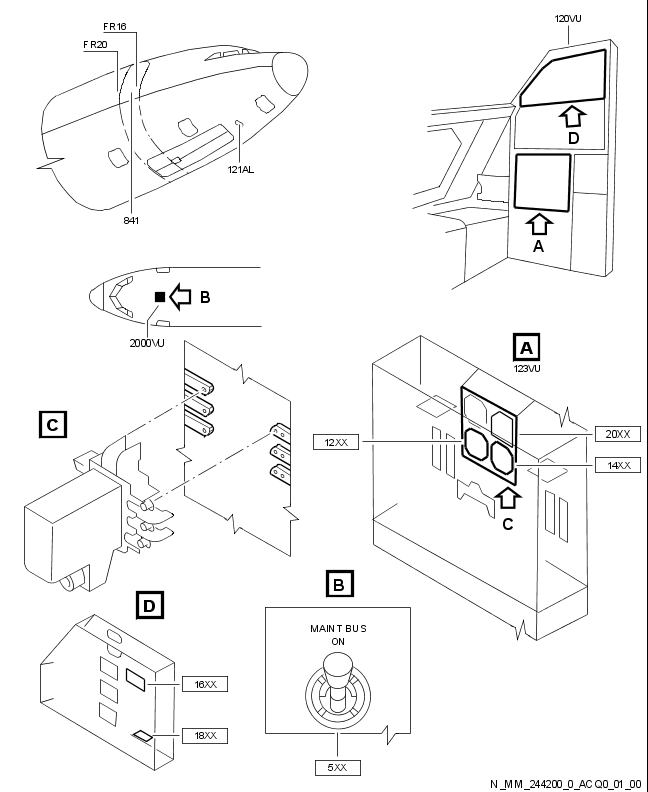 FR16
FR20
120VU
D
121AL
841
A
B
2000VU
A
123VU
C
20XX
12XX
14XX
C
B
D
MAINT BUS
ON
16XX
18XX
5XX
N_MM_244200_0_ACQ0_01_00